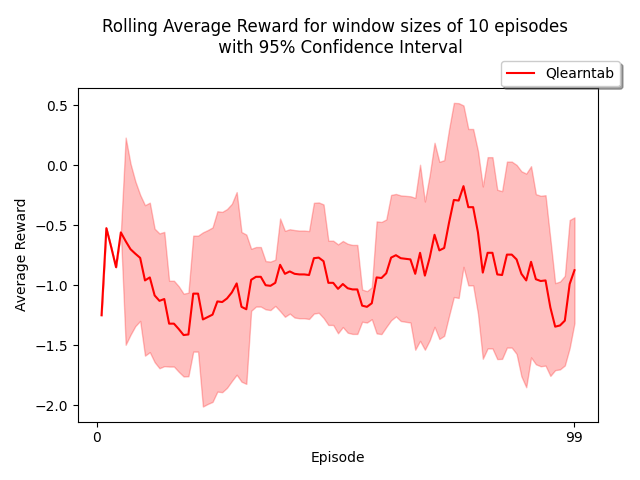 Rolling Average Reward for window sizes of 10 episodes
with 95% Confidence Interval
Qlearntab
0.5
0.0
−0.5
−1.0
−1.5
−2.0
Average Reward
0 99
Episode